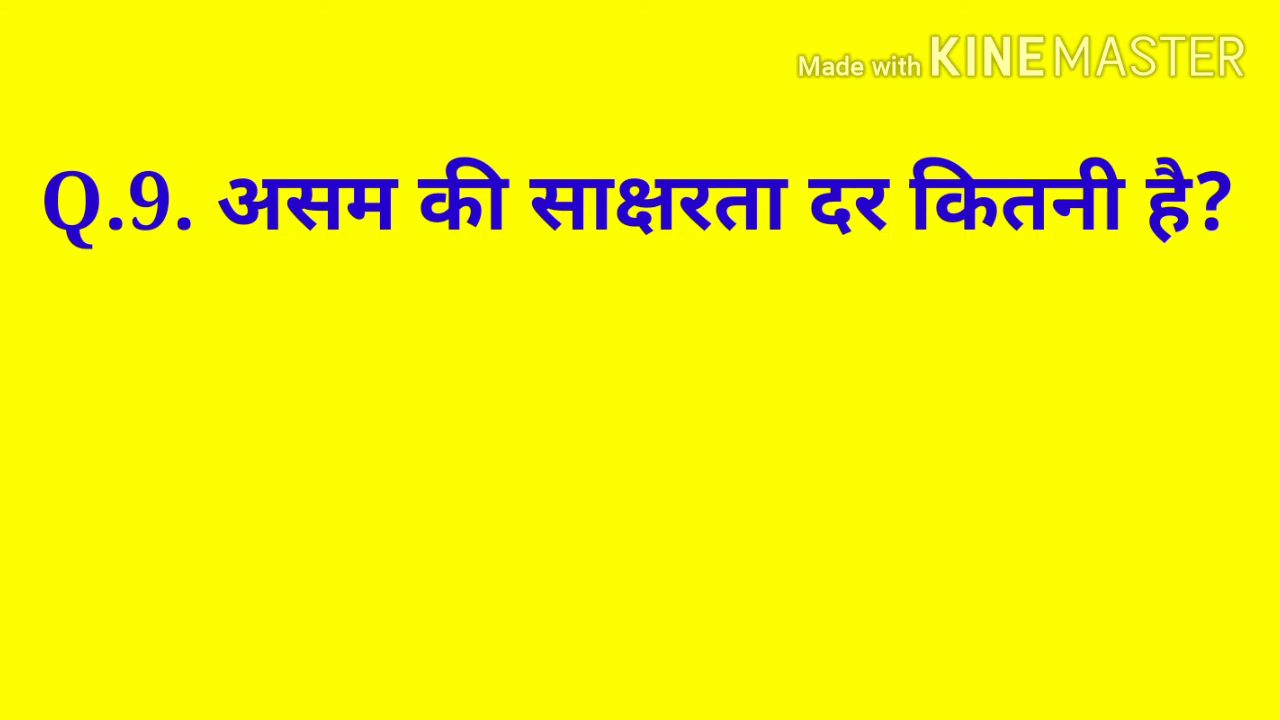 Made with KINEMASTER
Q.9. असम की साक्षरता दर कितनी है?